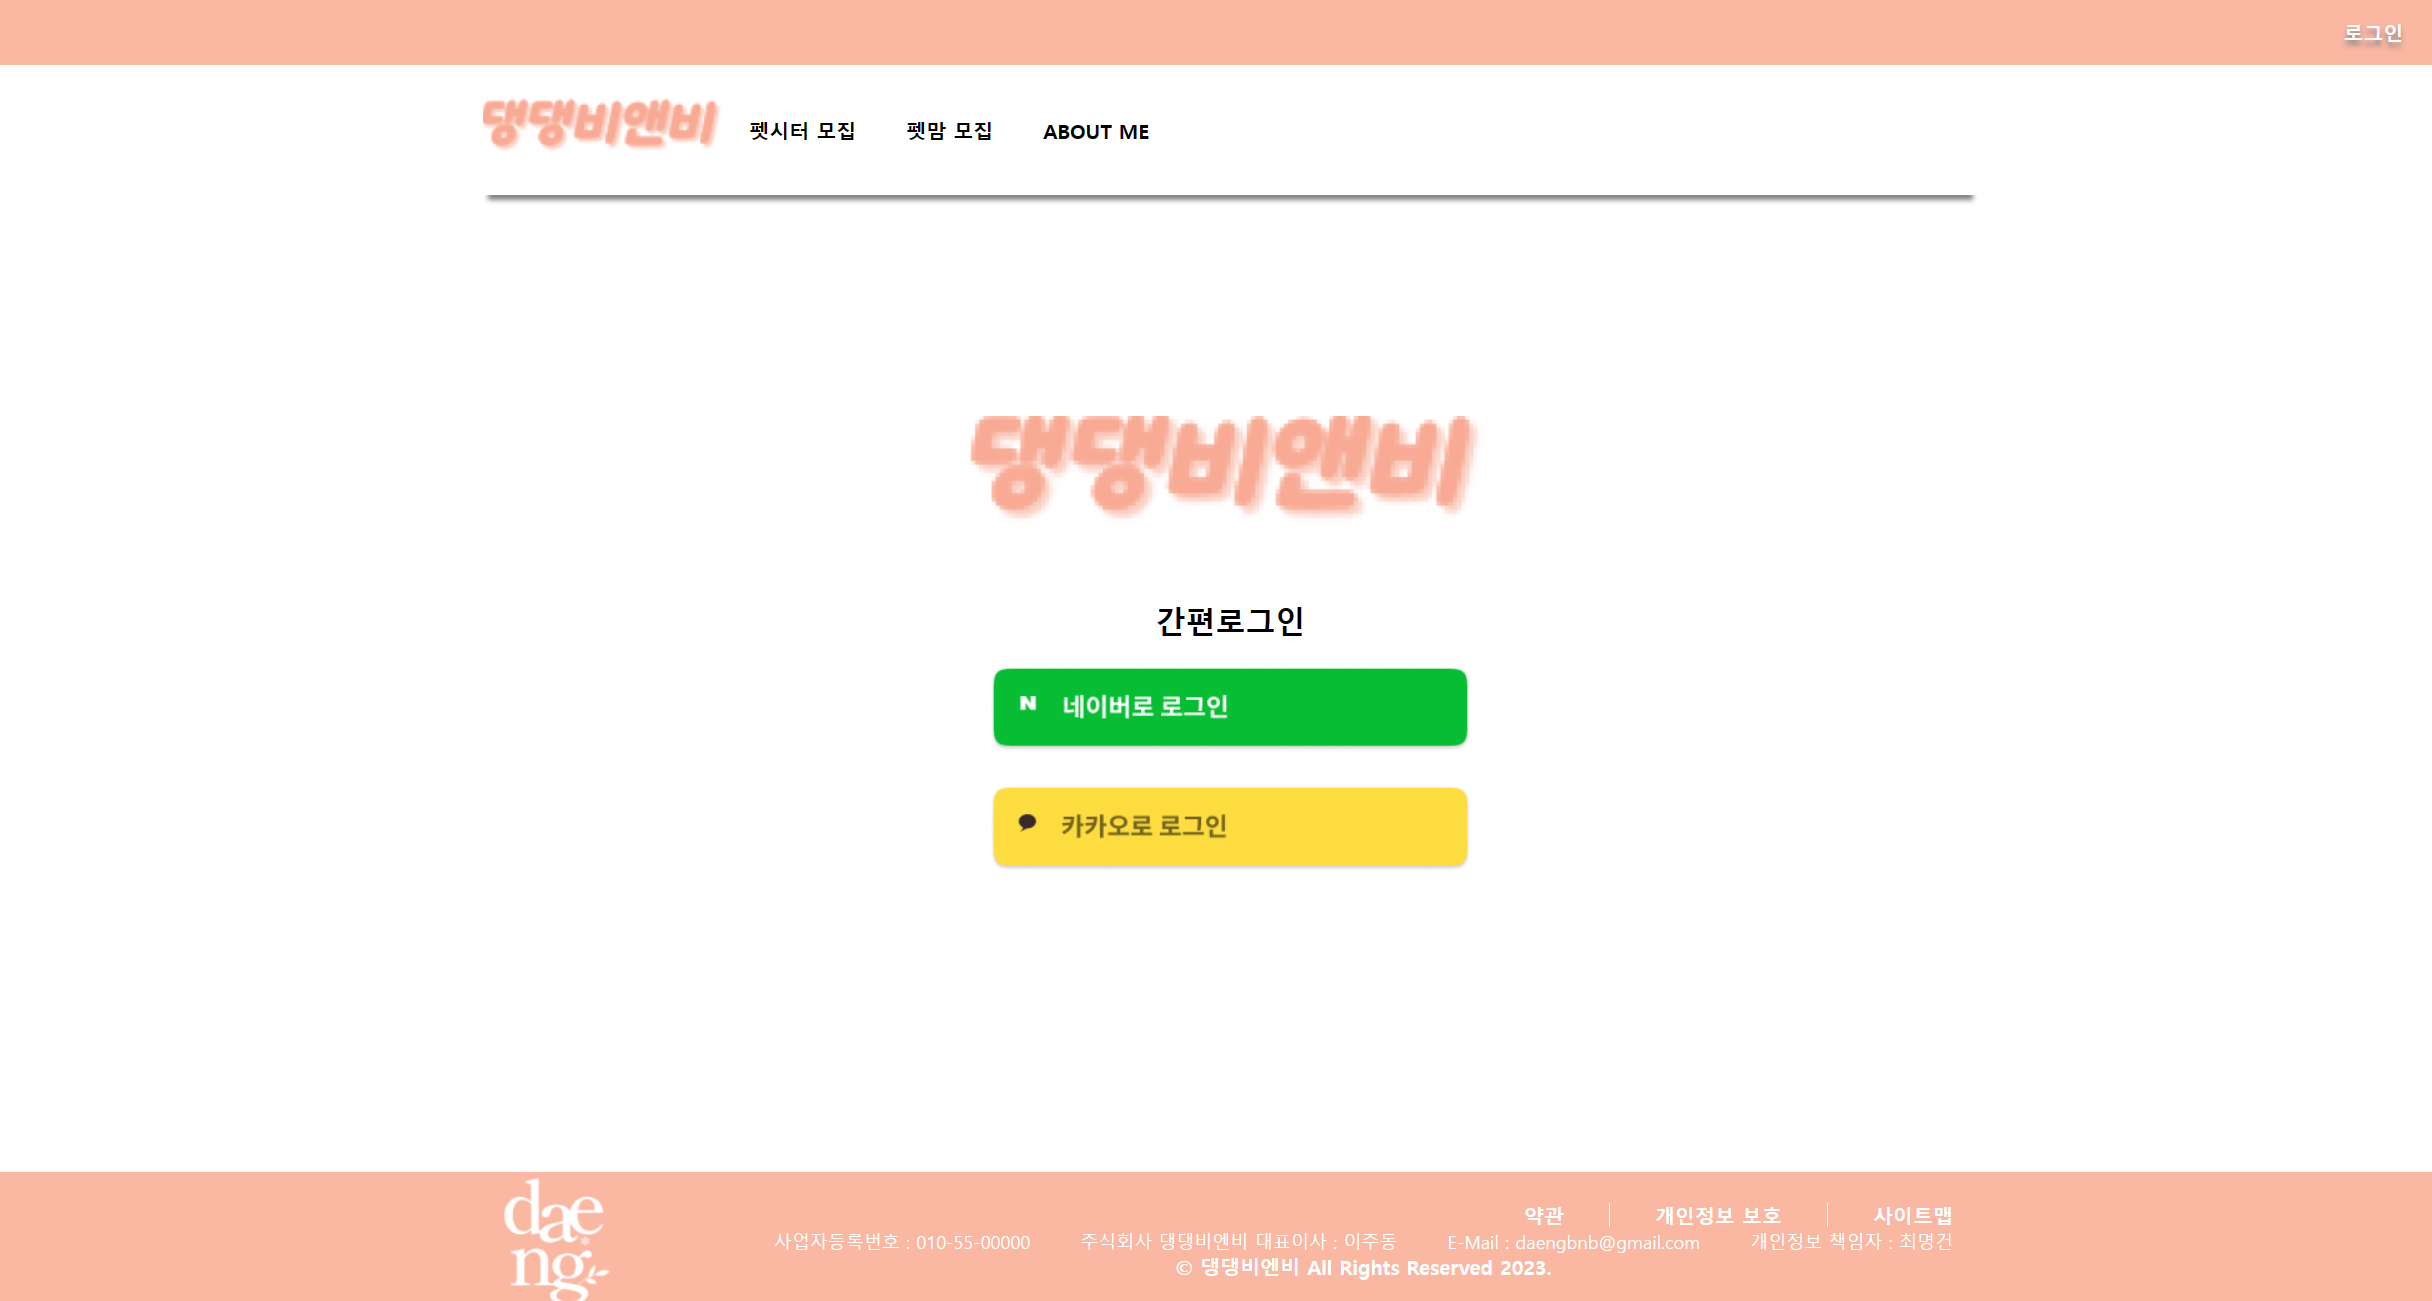 로그인
댕댕비앤비 펫시터 모집 펫맘 모집 ABOUT ME
댕댕비앤비
간편로그인
N 네이버로 로그인
카카오로 로그인
dae
ng
약관 개인정보 보호 사이트맵
사업자등록번호 : 010-55-00000 주식회사 댕댕비엔비 대표이사 : 이주동 E-Mail : daengbnb@gmail.com 개인정보 책임자 : 최명건
© 댕댕비엔비 All Rights Reserved 2023.